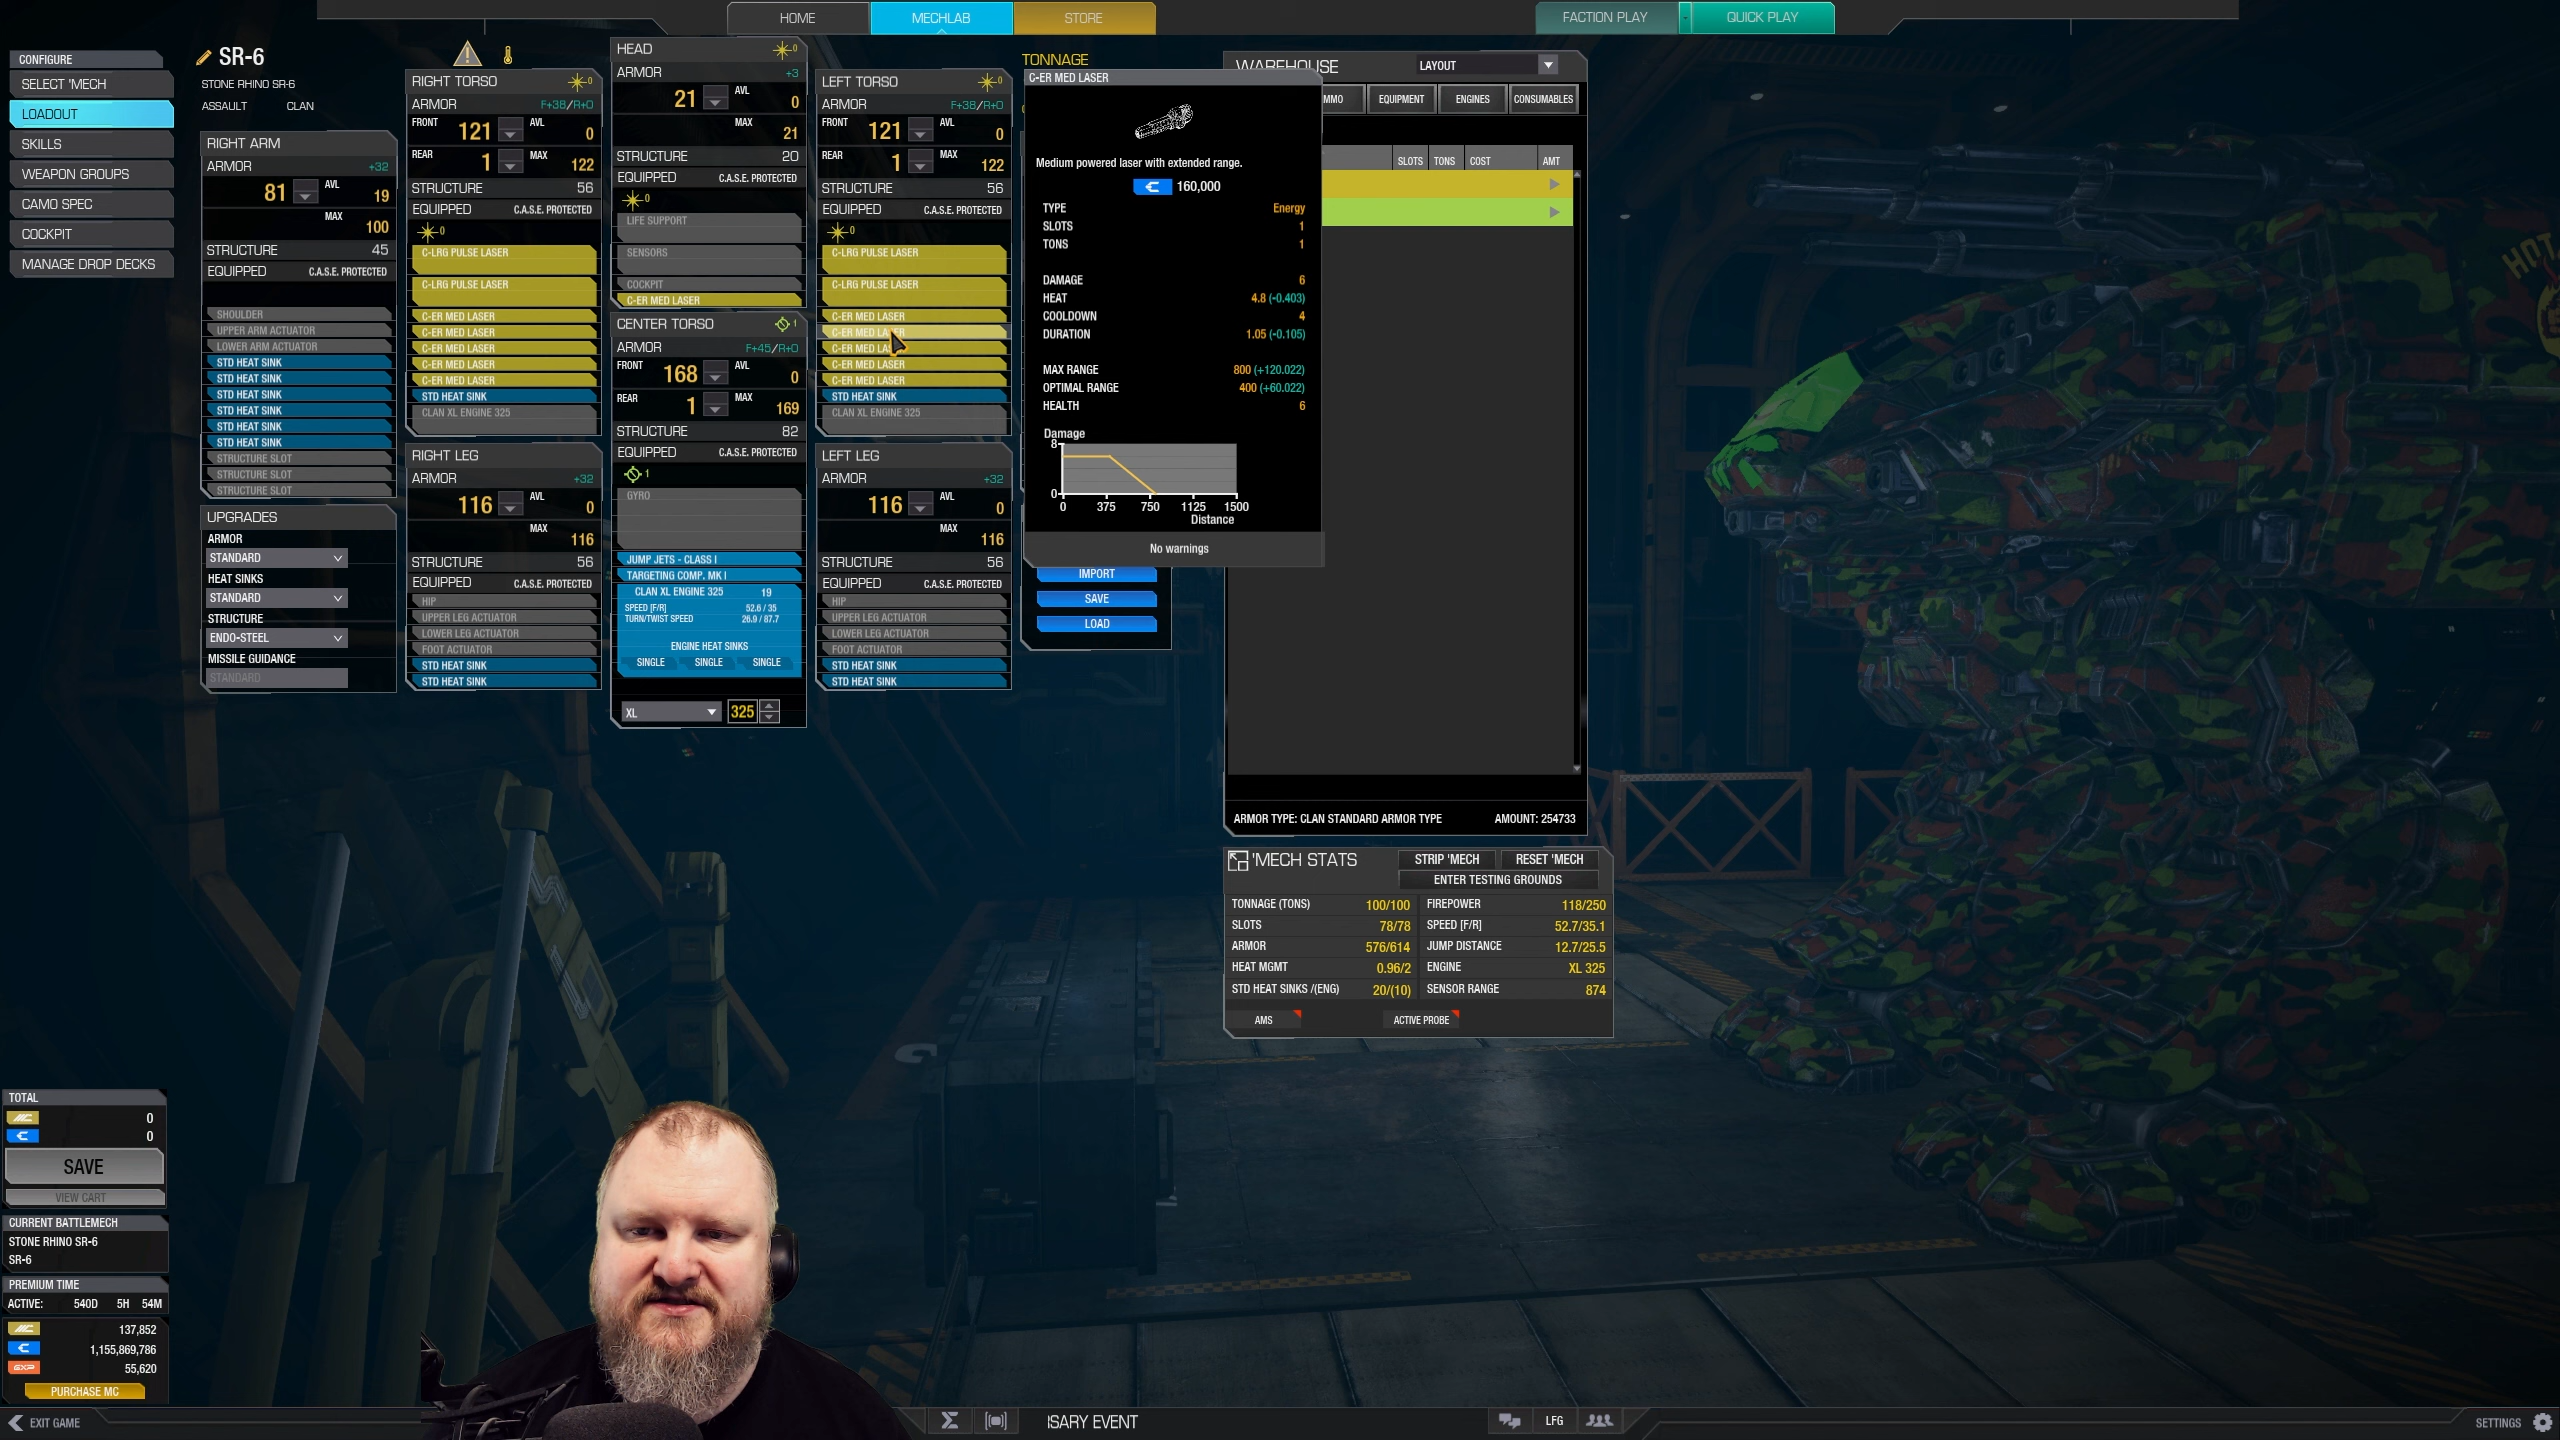 HOME
MECHLAB
STORE
FACTION PLAY
QUICK PLAY
CONFIGURE
SELECT 'MECH
LOADOUT
SKILLS
WEAPON GROUPS
CAMO SPEC
COCKPIT
MANAGE DROP DECKS
SR-6
STONE RHINO SR-6
ASSAULT CLAN
RIGHT ARM
ARMOR +32
81 AVL 19
MAX 100
STRUCTURE 45
EQUIPPED C.A.S.E. PROTECTED
SHOULDER
UPPER ARM ACTUATOR
LOWER ARM ACTUATOR
STD HEAT SINK
STD HEAT SINK
STD HEAT SINK
STD HEAT SINK
STD HEAT SINK
STD HEAT SINK
STRUCTURE SLOT
STRUCTURE SLOT
STRUCTURE SLOT
UPGRADES
ARMOR
STANDARD
HEAT SINKS
STANDARD
STRUCTURE
ENDO-STEEL
MISSILE GUIDANCE
STANDARD
RIGHT TORSO 0
ARMOR F+38/R+0
FRONT 121 AVL 0
REAR 1 MAX 122
STRUCTURE 56
EQUIPPED C.A.S.E. PROTECTED
0
C-LRG PULSE LASER
C-LRG PULSE LASER
C-ER MED LASER
C-ER MED LASER
C-ER MED LASER
C-ER MED LASER
C-ER MED LASER
STD HEAT SINK
CLAN XL ENGINE 325
RIGHT LEG
ARMOR +32
116 AVL 0
MAX 116
STRUCTURE 56
EQUIPPED C.A.S.E. PROTECTED
HIP
UPPER LEG ACTUATOR
LOWER LEG ACTUATOR
FOOT ACTUATOR
STD HEAT SINK
STD HEAT SINK
HEAD 0
ARMOR +3
21 AVL 0
MAX 21
STRUCTURE 20
EQUIPPED C.A.S.E. PROTECTED
0
LIFE SUPPORT
SENSORS
COCKPIT
C-ER MED LASER
CENTER TORSO 1
ARMOR F+45/R+0
FRONT 168 AVL 0
REAR 1 MAX 169
STRUCTURE 82
EQUIPPED C.A.S.E. PROTECTED
1
GYRO
JUMP JETS - CLASS I
TARGETING COMP. MK I
CLAN XL ENGINE 325 19
SPEED [F/R] 52.6 / 35
TURN/TWIST SPEED 26.9 / 87.7
ENGINE HEAT SINKS
SINGLE SINGLE SINGLE
XL 325
LEFT TORSO 0
ARMOR F+38/R+0
FRONT 121 AVL 0
REAR 1 MAX 122
STRUCTURE 56
EQUIPPED C.A.S.E. PROTECTED
0
C-LRG PULSE LASER
C-LRG PULSE LASER
C-ER MED LASER
C-ER MED LASER
C-ER MED LASER
C-ER MED LASER
C-ER MED LASER
STD HEAT SINK
CLAN XL ENGINE 325
LEFT LEG
ARMOR +32
116 AVL 0
MAX 116
STRUCTURE 56
EQUIPPED C.A.S.E. PROTECTED
HIP
UPPER LEG ACTUATOR
LOWER LEG ACTUATOR
FOOT ACTUATOR
STD HEAT SINK
STD HEAT SINK
TONNAGE
C-ER MED LASER
Medium powered laser with extended range.
160,000
TYPE Energy
SLOTS 1
TONS 1
DAMAGE 6
HEAT 4.8 (-0.403)
COOLDOWN 4
DURATION 1.05 (-0.105)
MAX RANGE 800 (+120.022)
OPTIMAL RANGE 400 (+60.022)
HEALTH 6
Damage
8
0
0 375 750 1125 1500
Distance
No warnings
IMPORT
SAVE
LOAD
WAREHOUSE LAYOUT
MMO EQUIPMENT ENGINES CONSUMABLES
SLOTS TONS COST AMT
ARMOR TYPE: CLAN STANDARD ARMOR TYPE AMOUNT: 254733
'MECH STATS STRIP 'MECH RESET 'MECH
ENTER TESTING GROUNDS
TONNAGE (TONS) 100/100 FIREPOWER 118/250
SLOTS 78/78 SPEED [F/R] 52.7/35.1
ARMOR 576/614 JUMP DISTANCE 12.7/25.5
HEAT MGMT 0.96/2 ENGINE XL 325
STD HEAT SINKS /(ENG) 20/(10) SENSOR RANGE 874
AMS ACTIVE PROBE
HOT
TOTAL
0
0
SAVE
VIEW CART
CURRENT BATTLEMECH
STONE RHINO SR-6
SR-6
PREMIUM TIME
ACTIVE: 540D 5H 54M
137,852
1,155,869,786
GXP 55,620
PURCHASE MC
EXIT GAME
ISARY EVENT
LFG
SETTINGS